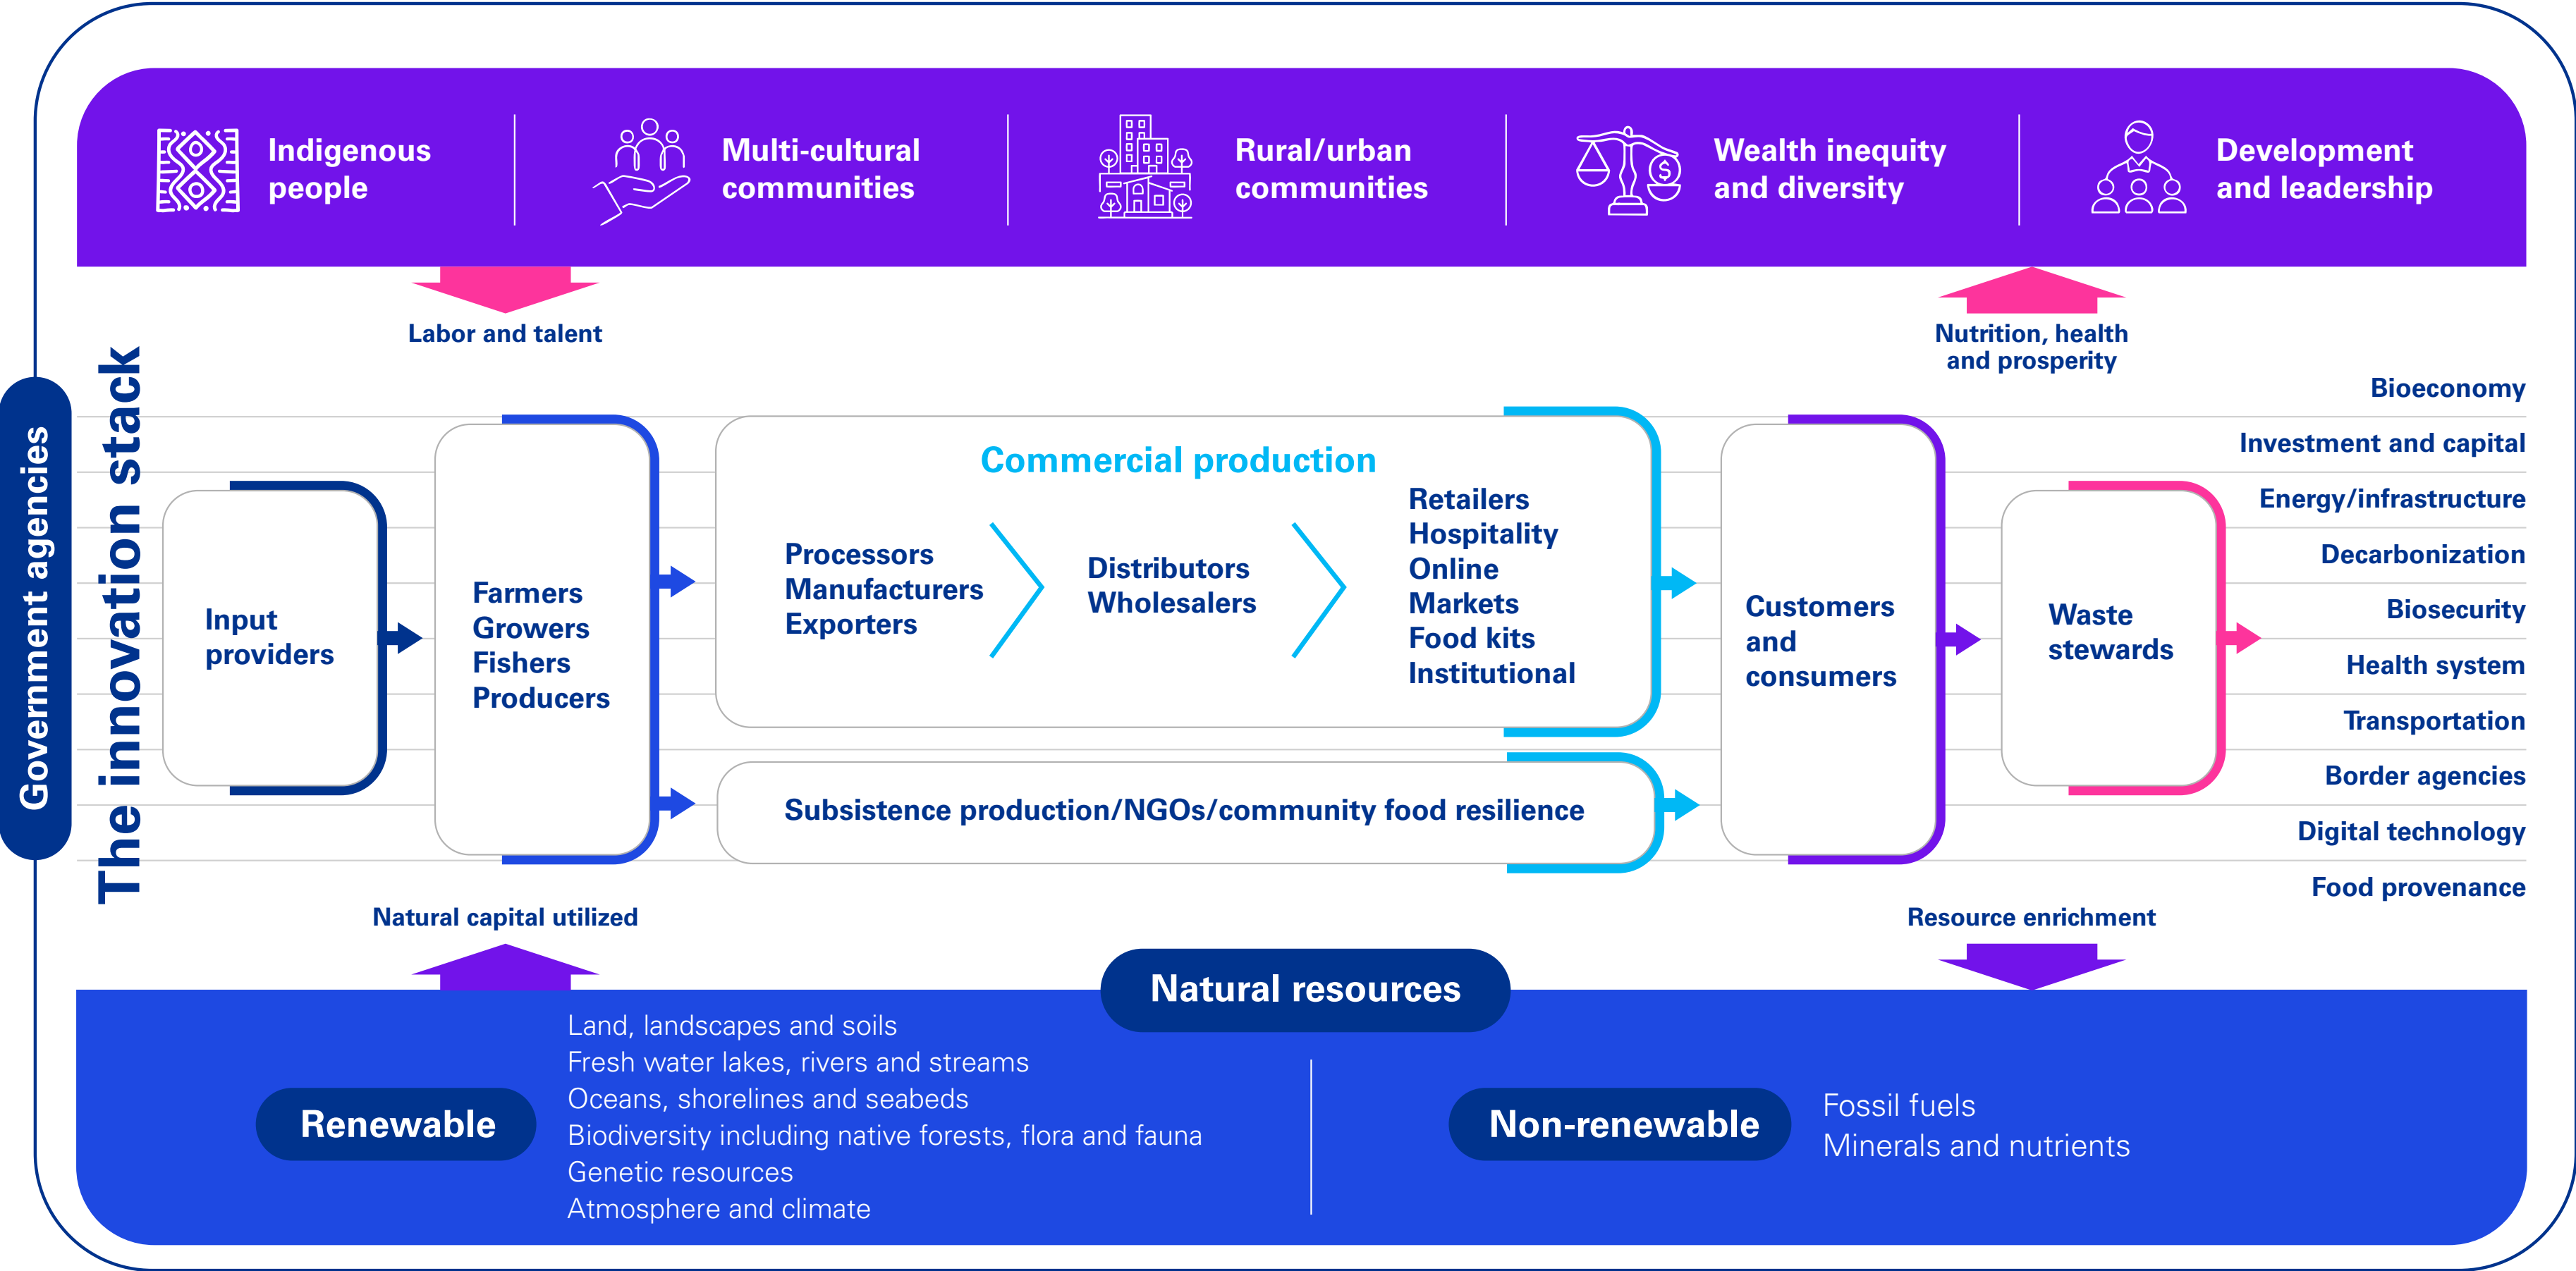 Indigenous
people
Multi-cultural
communities
Rural/urban
communities
Wealth inequity
and diversity
Development
and leadership
Labor and talent
Nutrition, health
and prosperity
Government agencies
The innovation stack
Input
providers
Farmers
Growers
Fishers
Producers
Commercial production
Processors
Manufacturers
Exporters
Distributors
Wholesalers
Retailers
Hospitality
Online
Markets
Food kits
Institutional
Subsistence production/NGOs/community food resilience
Customers
and
consumers
Waste
stewards
Bioeconomy
Investment and capital
Energy/infrastructure
Decarbonization
Biosecurity
Health system
Transportation
Border agencies
Digital technology
Food provenance
Natural capital utilized
Resource enrichment
Natural resources
Renewable
Land, landscapes and soils
Fresh water lakes, rivers and streams
Oceans, shorelines and seabeds
Biodiversity including native forests, flora and fauna
Genetic resources
Atmosphere and climate
Non-renewable
Fossil fuels
Minerals and nutrients